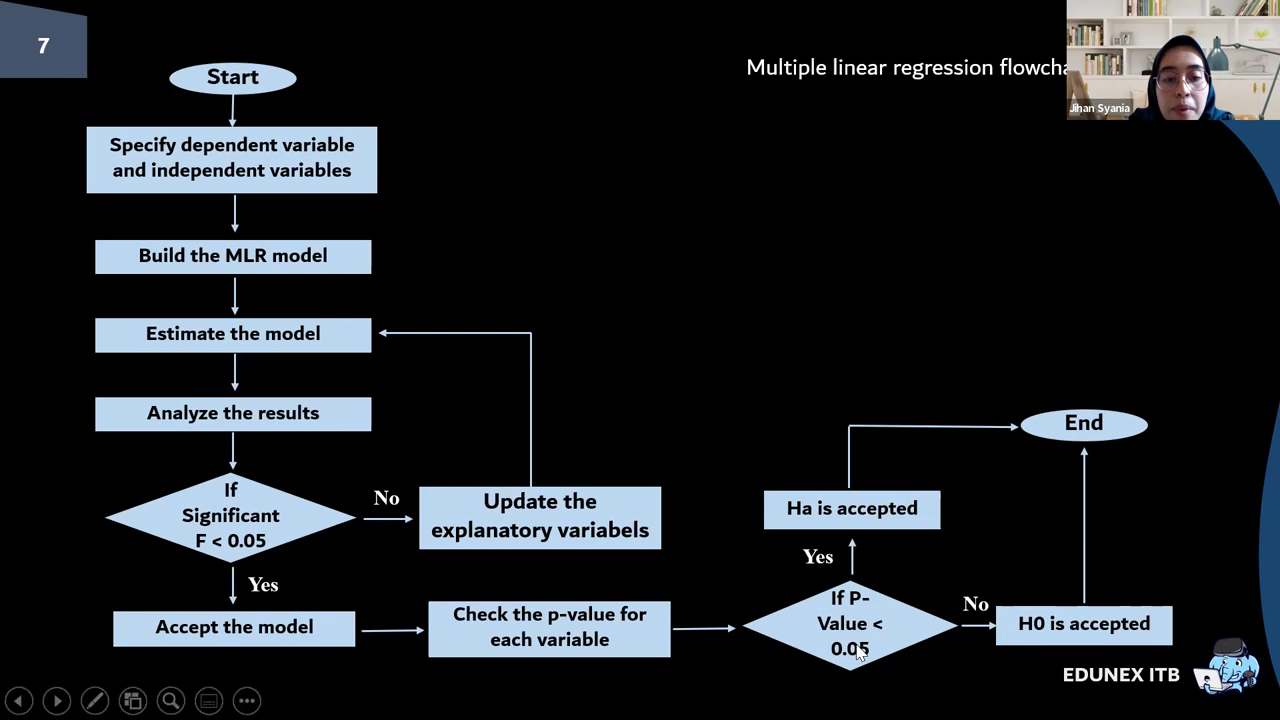 7
Multiple linear regression flowcha
Jihan Syania
Start
Specify dependent variable
and independent variables
Build the MLR model
Estimate the model
Analyze the results
If
Significant
F < 0.05
No
Update the
explanatory variabels
Yes
Accept the model
Check the p-value for
each variable
If P-
Value <
0.05
Yes
Ha is accepted
No
H0 is accepted
End
EDUNEX ITB